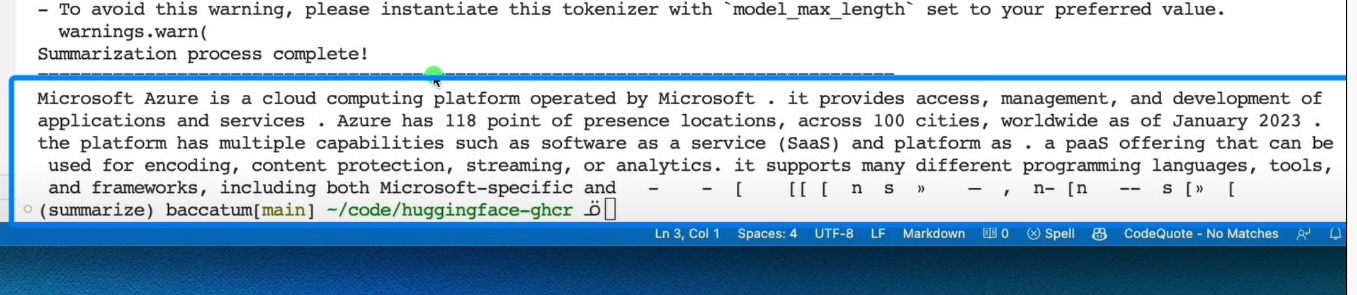 - To avoid this warning, please instantiate this tokenizer with `model_max_length` set to your preferred value.
warnings.warn(
Summarization process complete!
--------------------------------------------------------------------------------
Microsoft Azure is a cloud computing platform operated by Microsoft . it provides access, management, and development of
applications and services . Azure has 118 point of presence locations, across 100 cities, worldwide as of January 2023 .
the platform has multiple capabilities such as software as a service (SaaS) and platform as . a paaS offering that can be
used for encoding, content protection, streaming, or analytics. it supports many different programming languages, tools,
and frameworks, including both Microsoft-specific and - - [ [[ [ n s » — , n- [n -- s [» [
(summarize) baccatum[main] ~/code/huggingface-ghcr
Ln 3, Col 1 Spaces: 4 UTF-8 LF Markdown 0 Spell CodeQuote - No Matches